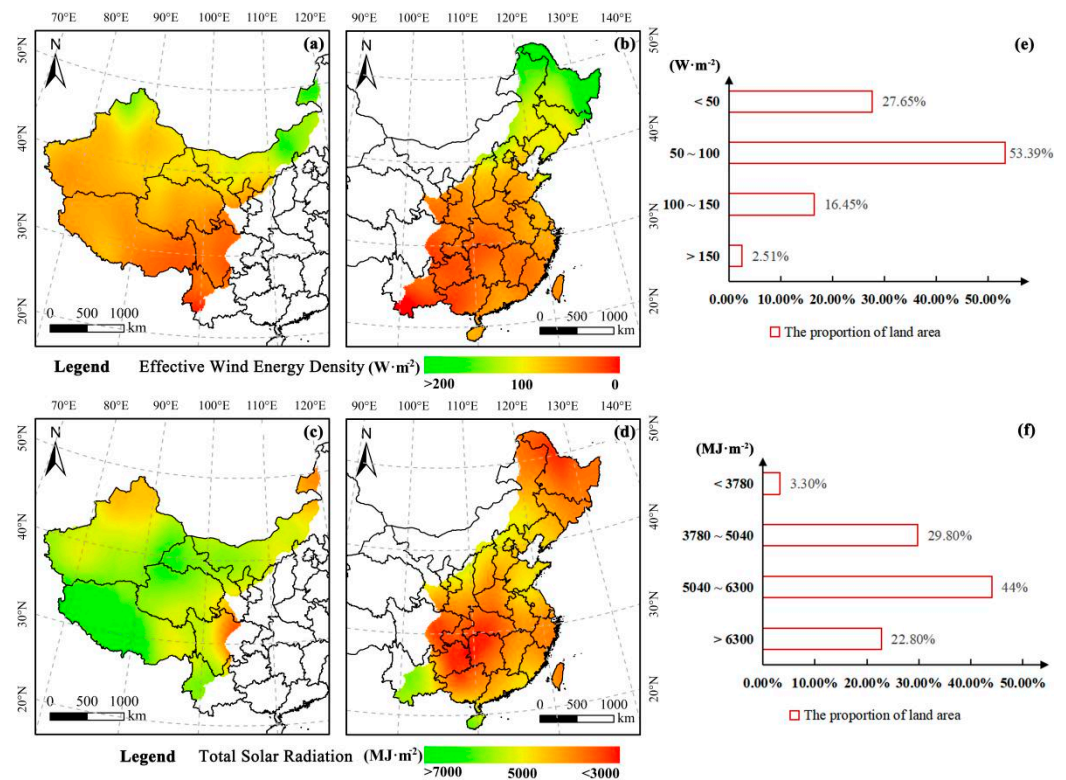 70°E 80°E 90°E 100°E 110°E 120°E
90°E 100°E 110°E 120°E 130°E 140°E
N
(a)
50°N
40°N
30°N
20°N
0 500 1000
km
N
(b)
50°N
40°N
30°N
20°N
0 500 1000
km
(e)
(W·m⁻²)
< 50 27.65%
50 ~ 100 53.39%
100 ~ 150 16.45%
> 150 2.51%
0.00% 10.00% 20.00% 30.00% 40.00% 50.00%
The proportion of land area
Legend Effective Wind Energy Density (W·m⁻²)
>200 100 0
70°E 80°E 90°E 100°E 110°E 120°E
90°E 100°E 110°E 120°E 130°E 140°E
N
(c)
50°N
40°N
30°N
20°N
0 500 1000
km
N
(d)
50°N
40°N
30°N
20°N
0 500 1000
km
(f)
(MJ·m⁻²)
< 3780 3.30%
3780 ~ 5040 29.80%
5040 ~ 6300 44%
> 6300 22.80%
0.00% 10.00% 20.00% 30.00% 40.00% 50.00%
The proportion of land area
Legend Total Solar Radiation (MJ·m⁻²)
>7000 5000 <3000